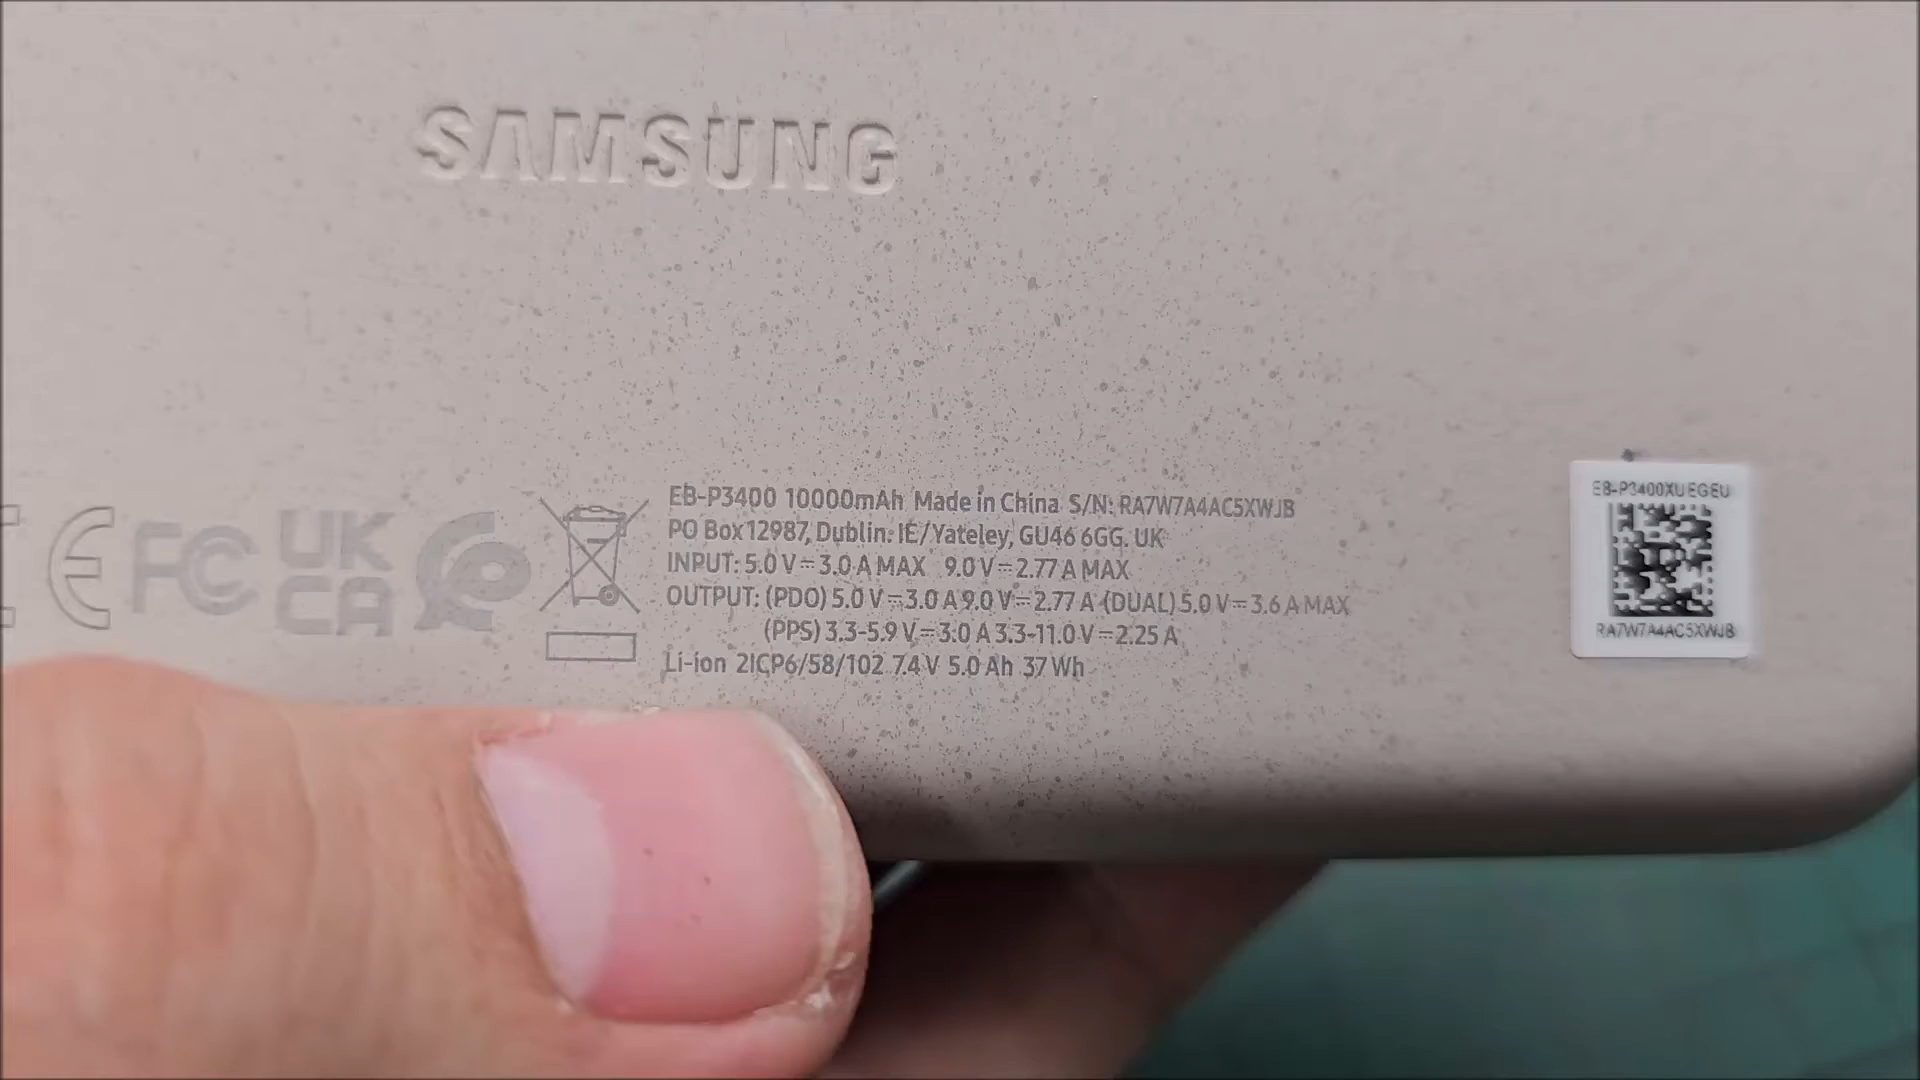 SAMSUNG
CE FC UK CA
EB-P3400 10000mAh Made in China S/N: RA7W7A4AC5XWJB
PO Box 12987, Dublin. IE/Yateley, GU46 6GG. UK
INPUT: 5.0 V⎓3.0 A MAX 9.0 V⎓2.77 A MAX
OUTPUT: (PDO) 5.0 V⎓3.0 A 9.0 V⎓2.77 A (DUAL) 5.0 V⎓3.6 A MAX
(PPS) 3.3-5.9 V⎓3.0 A 3.3-11.0 V⎓2.25 A
Li-ion 2ICP6/58/102 7.4 V 5.0 Ah 37 Wh
EB-P3400XUEGEU
RA7W7A4AC5XWJB